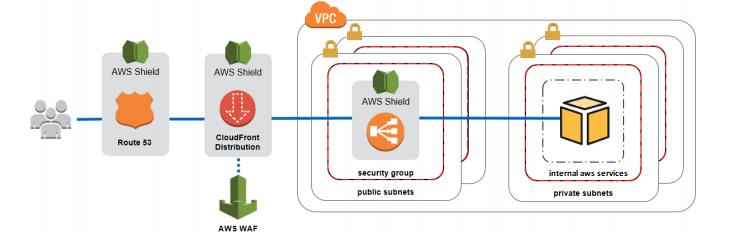 VPC
AWS Shield
Route 53
AWS Shield
CloudFront
Distribution
AWS WAF
AWS Shield
security group
public subnets
internal aws services
private subnets